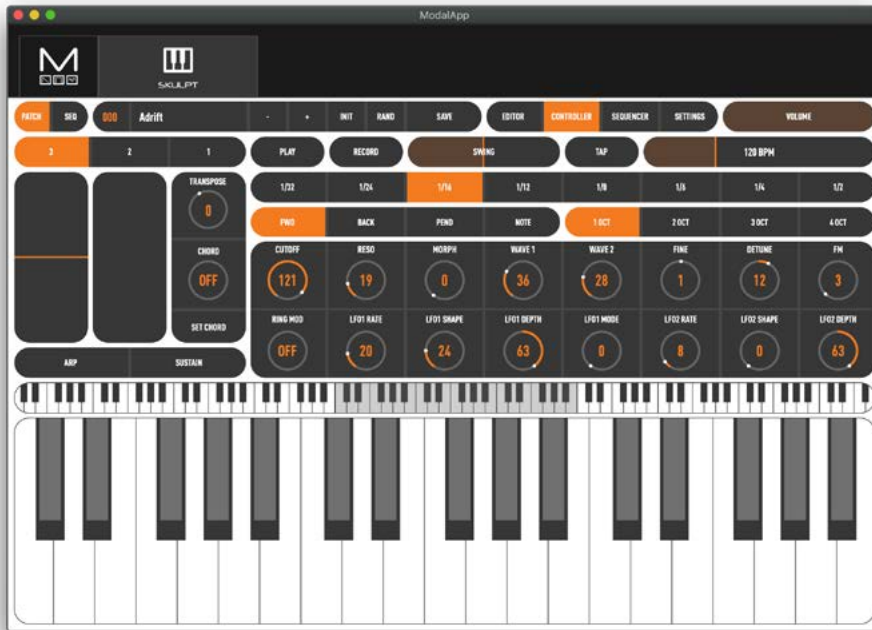 ModalApp
M
SKULPT
PATCH SEQ 000 Adrift - + INIT RAND SAVE EDITOR CONTROLLER SEQUENCER SETTINGS VOLUME
3 2 1 PLAY RECORD SWING TAP 120 BPM
TRANSPOSE 1/32 1/24 1/16 1/12 1/8 1/6 1/4 1/2
0
FWD BACK PEND NOTE 1 OCT 2 OCT 3 OCT 4 OCT
CHORD CUTOFF RESO MORPH WAVE 1 WAVE 2 FINE DETUNE FM
OFF 121 19 0 36 28 1 12 3
SET CHORD RING MOD LFO1 RATE LFO1 SHAPE LFO1 DEPTH LFO1 MODE LFO2 RATE LFO2 SHAPE LFO2 DEPTH
OFF 20 24 63 0 8 0 63
ARP SUSTAIN